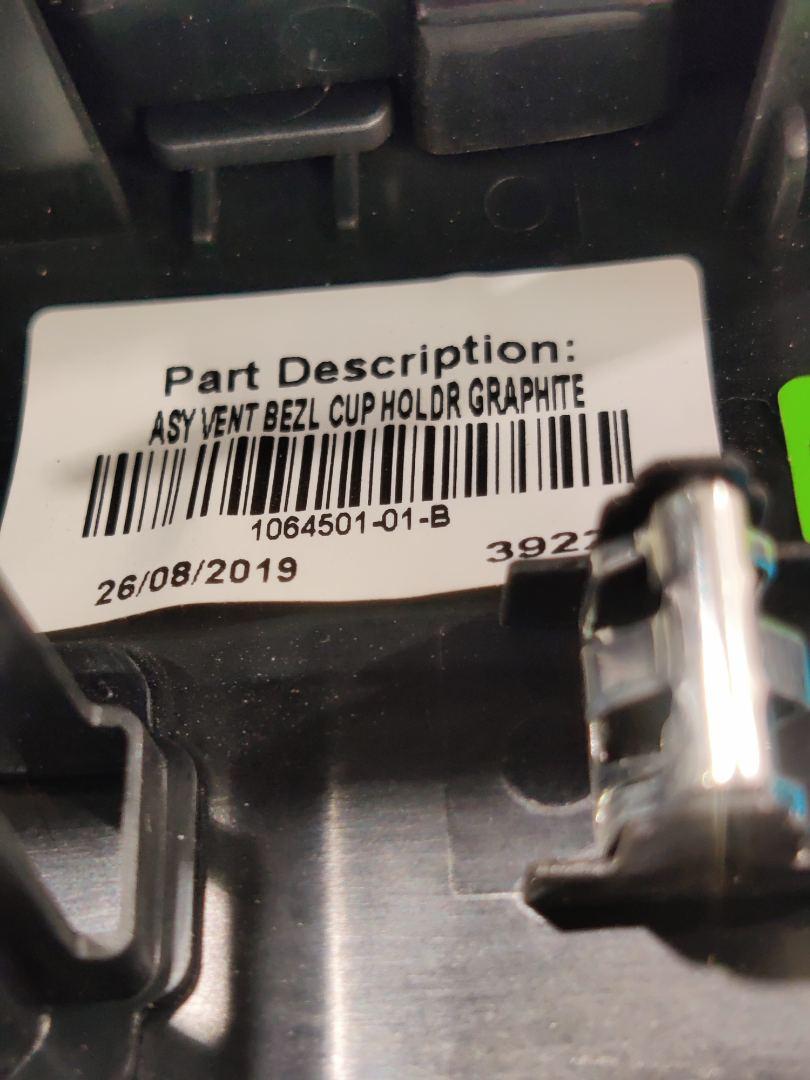 Part Description:
ASY VENT BEZL CUP HOLDR GRAPHITE
1064501-01-B
26/08/2019